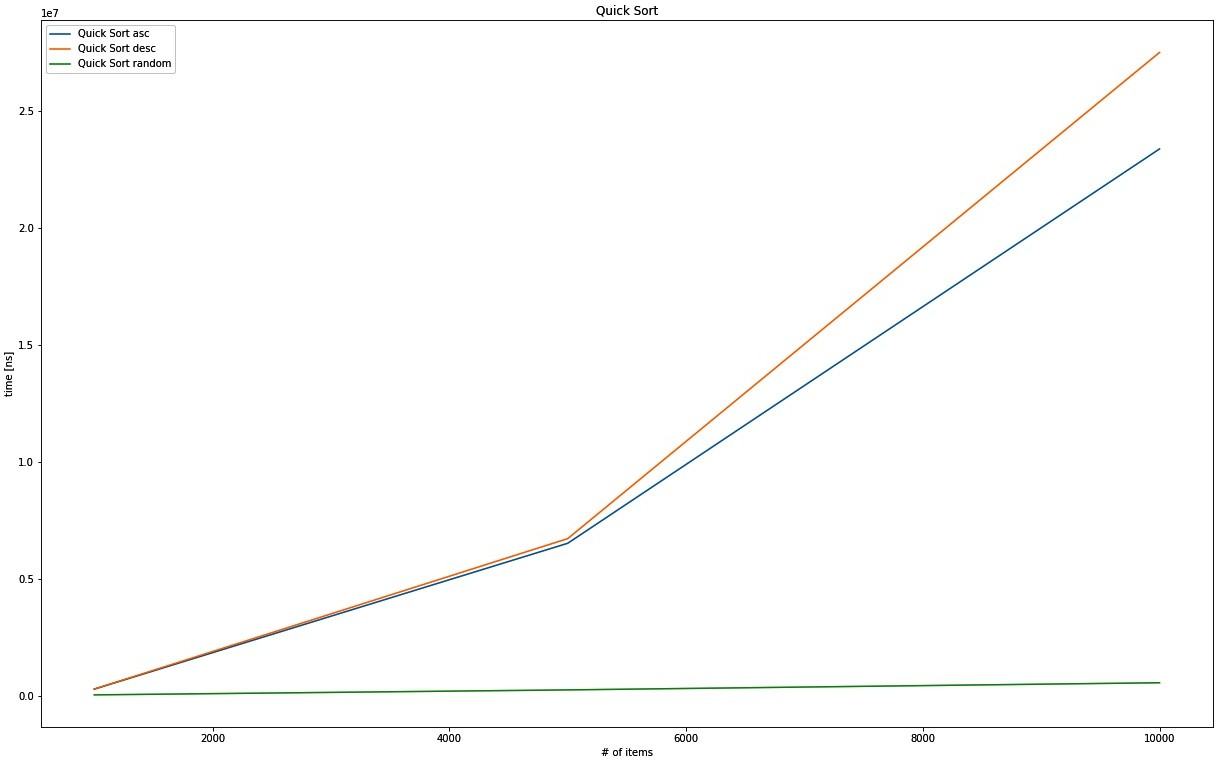 Quick Sort
1e7
Quick Sort asc
Quick Sort desc
Quick Sort random
2.5
2.0
1.5
1.0
0.5
0.0
time [ns]
2000 4000 6000 8000 10000
# of items